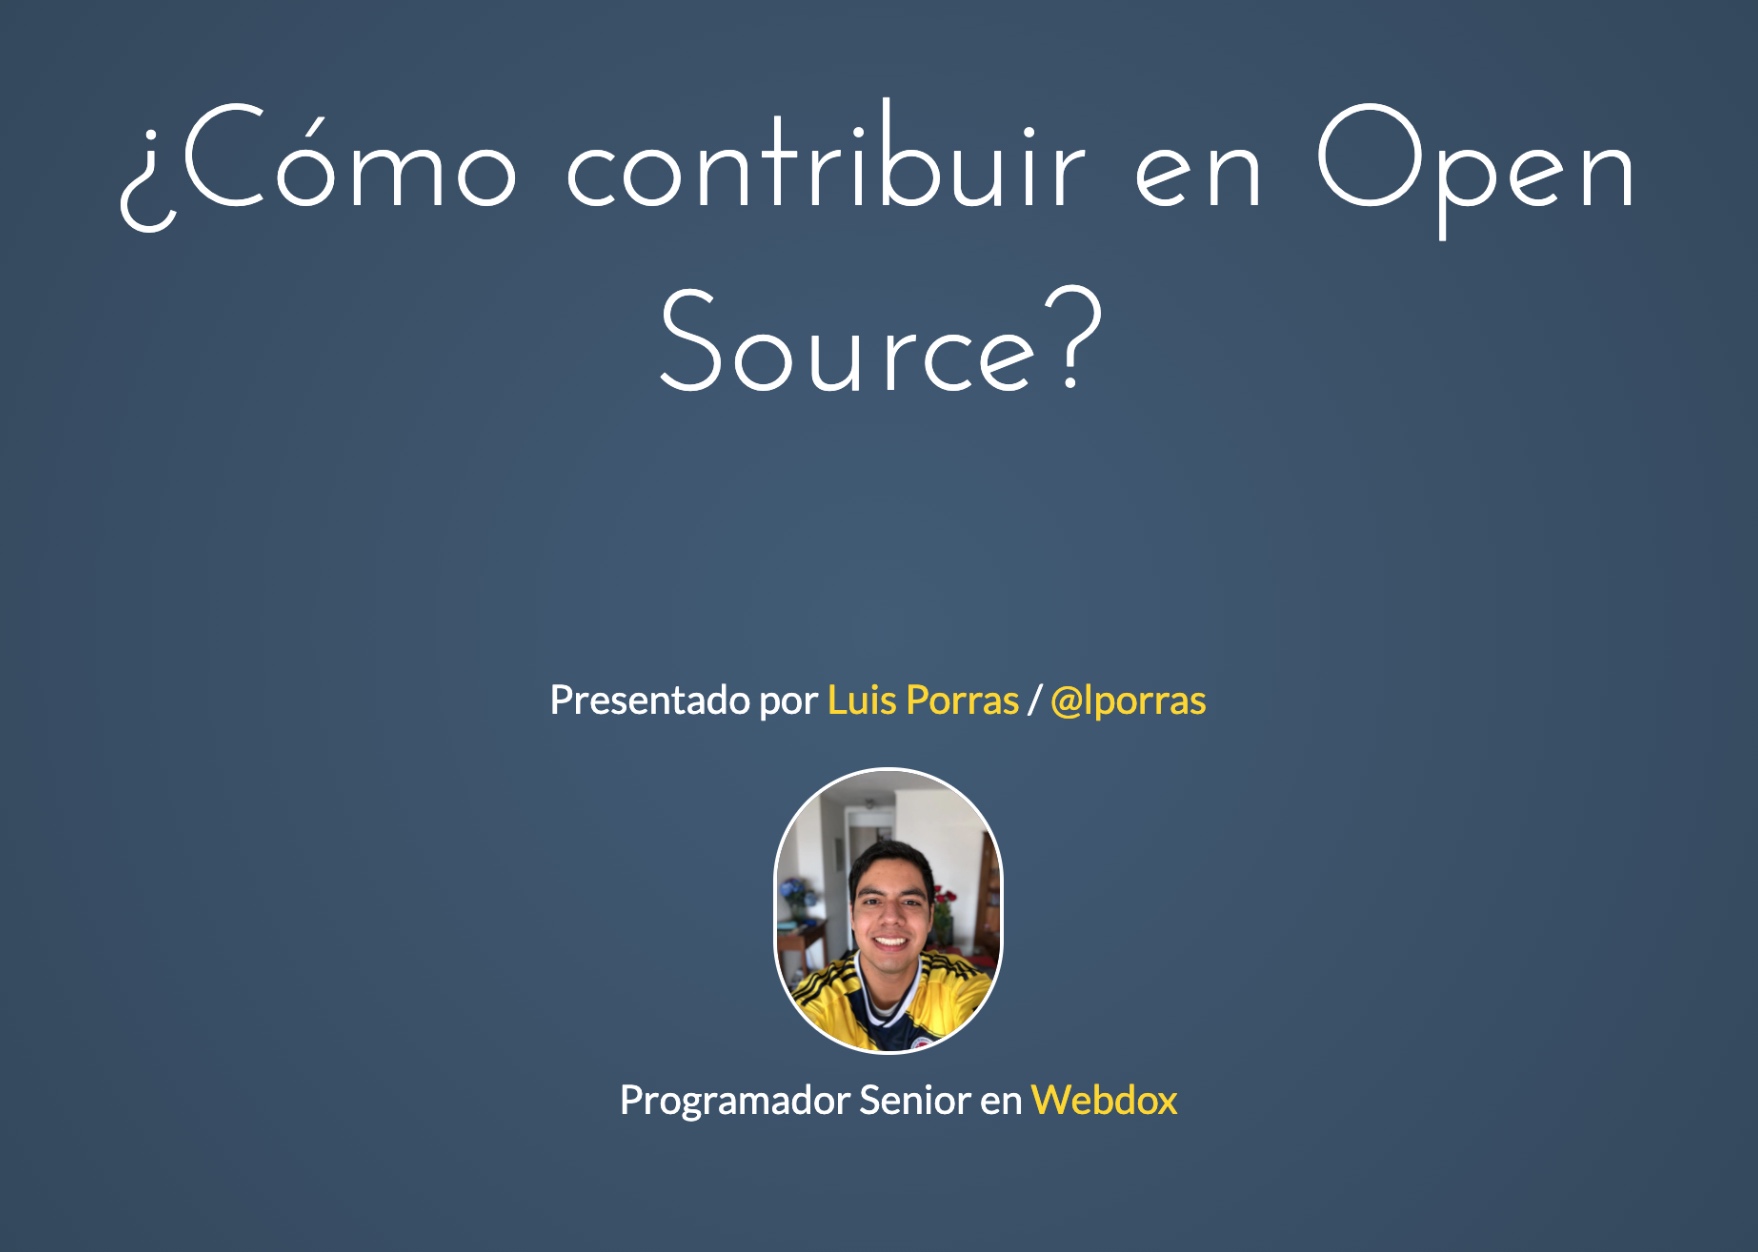 ¿Cómo contribuir en Open
Source?
Presentado por Luis Porras / @lporras
Programador Senior en Webdox